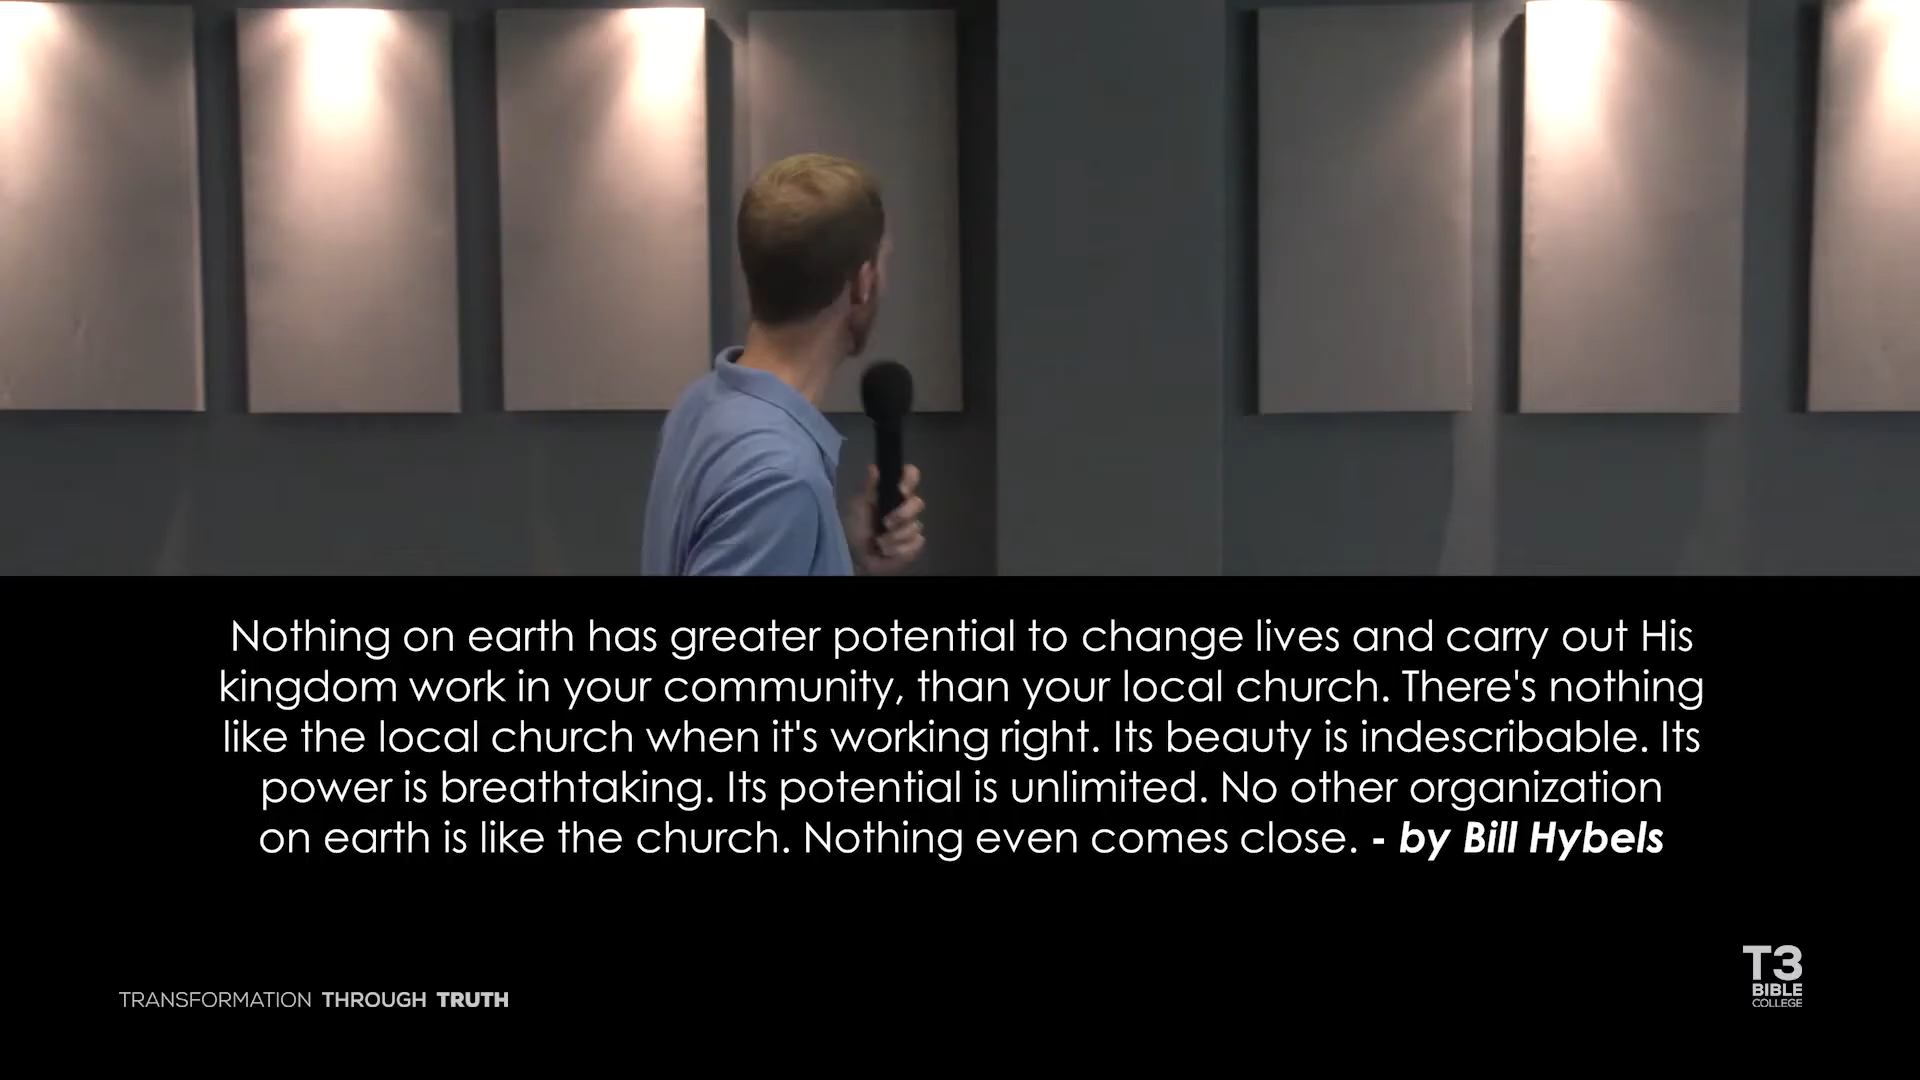 Nothing on earth has greater potential to change lives and carry out His
kingdom work in your community, than your local church. There's nothing
like the local church when it's working right. Its beauty is indescribable. Its
power is breathtaking. Its potential is unlimited. No other organization
on earth is like the church. Nothing even comes close. - by Bill Hybels
TRANSFORMATION THROUGH TRUTH
T3
BIBLE
COLLEGE